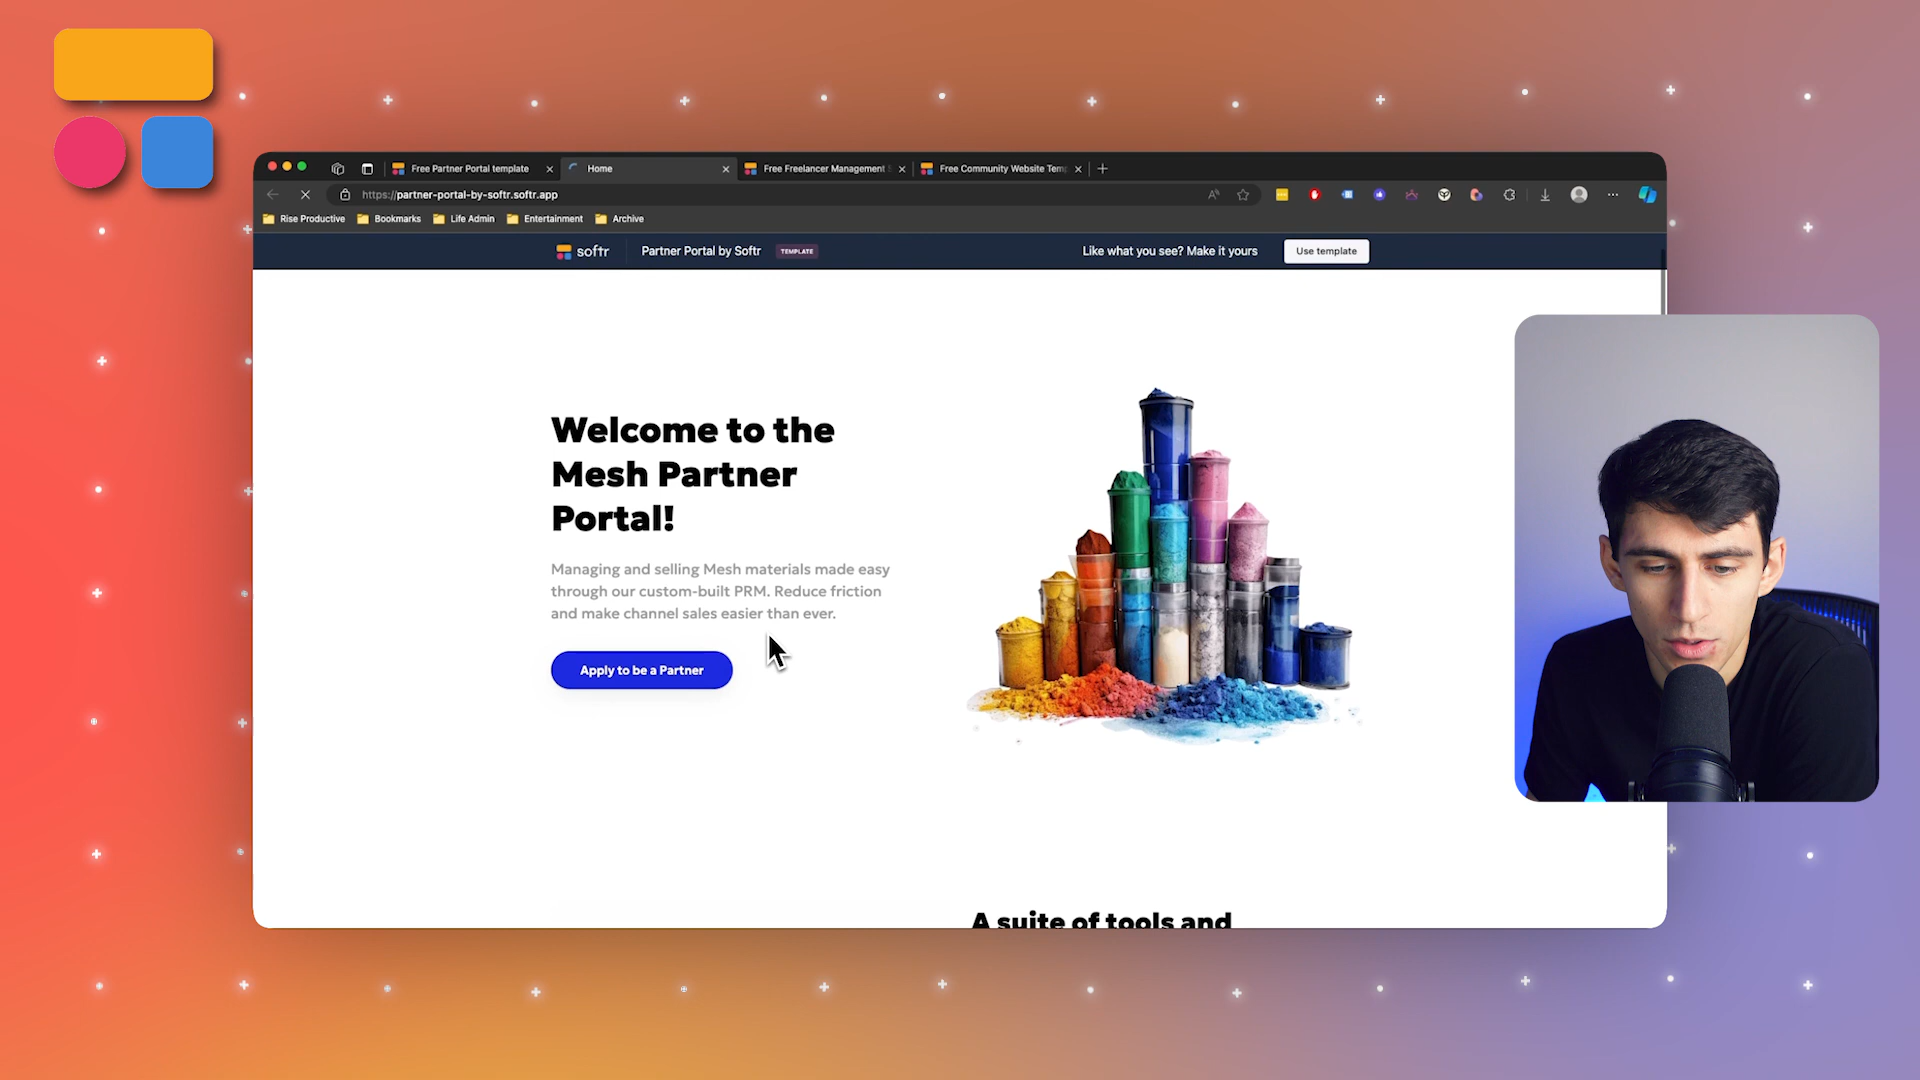 Free Partner Portal template
Home
Free Freelancer Management
Free Community Website Temp
https://partner-portal-by-softr.softr.app
Rise Productive
Bookmarks
Life Admin
Entertainment
Archive
softr
Partner Portal by Softr
TEMPLATE
Like what you see? Make it yours
Use template
Welcome to the
Mesh Partner
Portal!
Managing and selling Mesh materials made easy
through our custom-built PRM. Reduce friction
and make channel sales easier than ever.
Apply to be a Partner
A suite of tools and